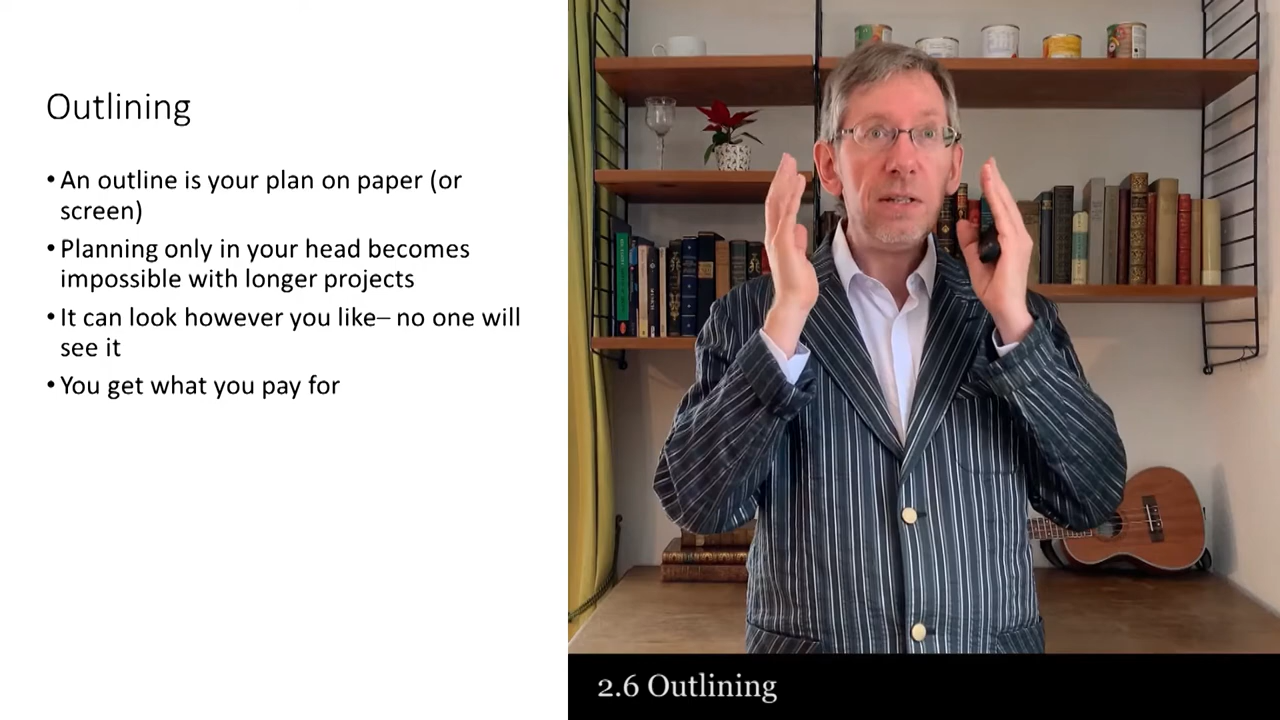 Outlining
•An outline is your plan on paper (or
screen)
•Planning only in your head becomes
impossible with longer projects
•It can look however you like– no one will
see it
•You get what you pay for
2.6 Outlining